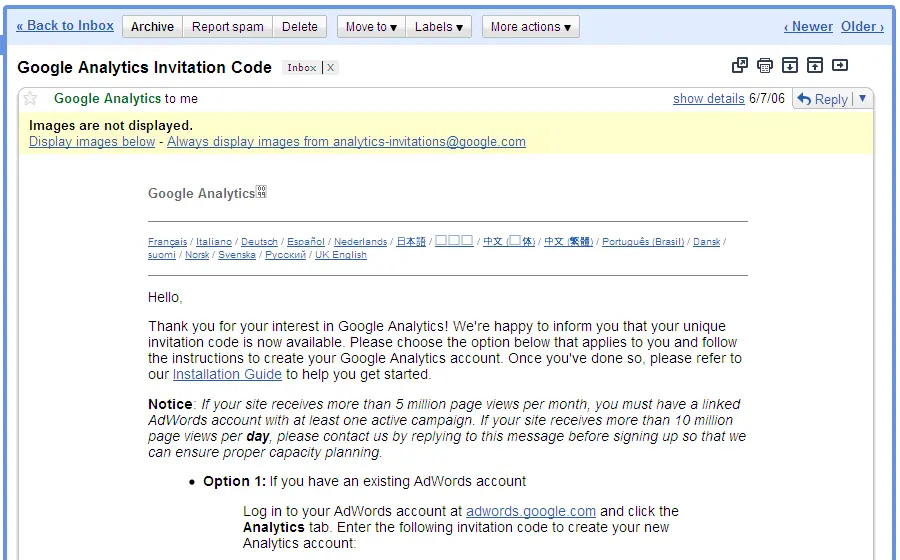 « Back to Inbox Archive Report spam Delete Move to ▾ Labels ▾ More actions ▾ ‹ Newer Older ›
Google Analytics Invitation Code Inbox X
Google Analytics to me show details 6/7/06 Reply ▼
Images are not displayed.
Display images below - Always display images from analytics-invitations@google.com
Google Analytics
Français / Italiano / Deutsch / Español / Nederlands / 日本語 / □□□ / 中文 (□体) / 中文 (繁體) / Português (Brasil) / Dansk /
suomi / Norsk / Svenska / Русский / UK English
Hello,
Thank you for your interest in Google Analytics! We're happy to inform you that your unique
invitation code is now available. Please choose the option below that applies to you and follow
the instructions to create your Google Analytics account. Once you've done so, please refer to
our Installation Guide to help you get started.
Notice: If your site receives more than 5 million page views per month, you must have a linked
AdWords account with at least one active campaign. If your site receives more than 10 million
page views per day, please contact us by replying to this message before signing up so that we
can ensure proper capacity planning.
• Option 1: If you have an existing AdWords account
Log in to your AdWords account at adwords.google.com and click the
Analytics tab. Enter the following invitation code to create your new
Analytics account: